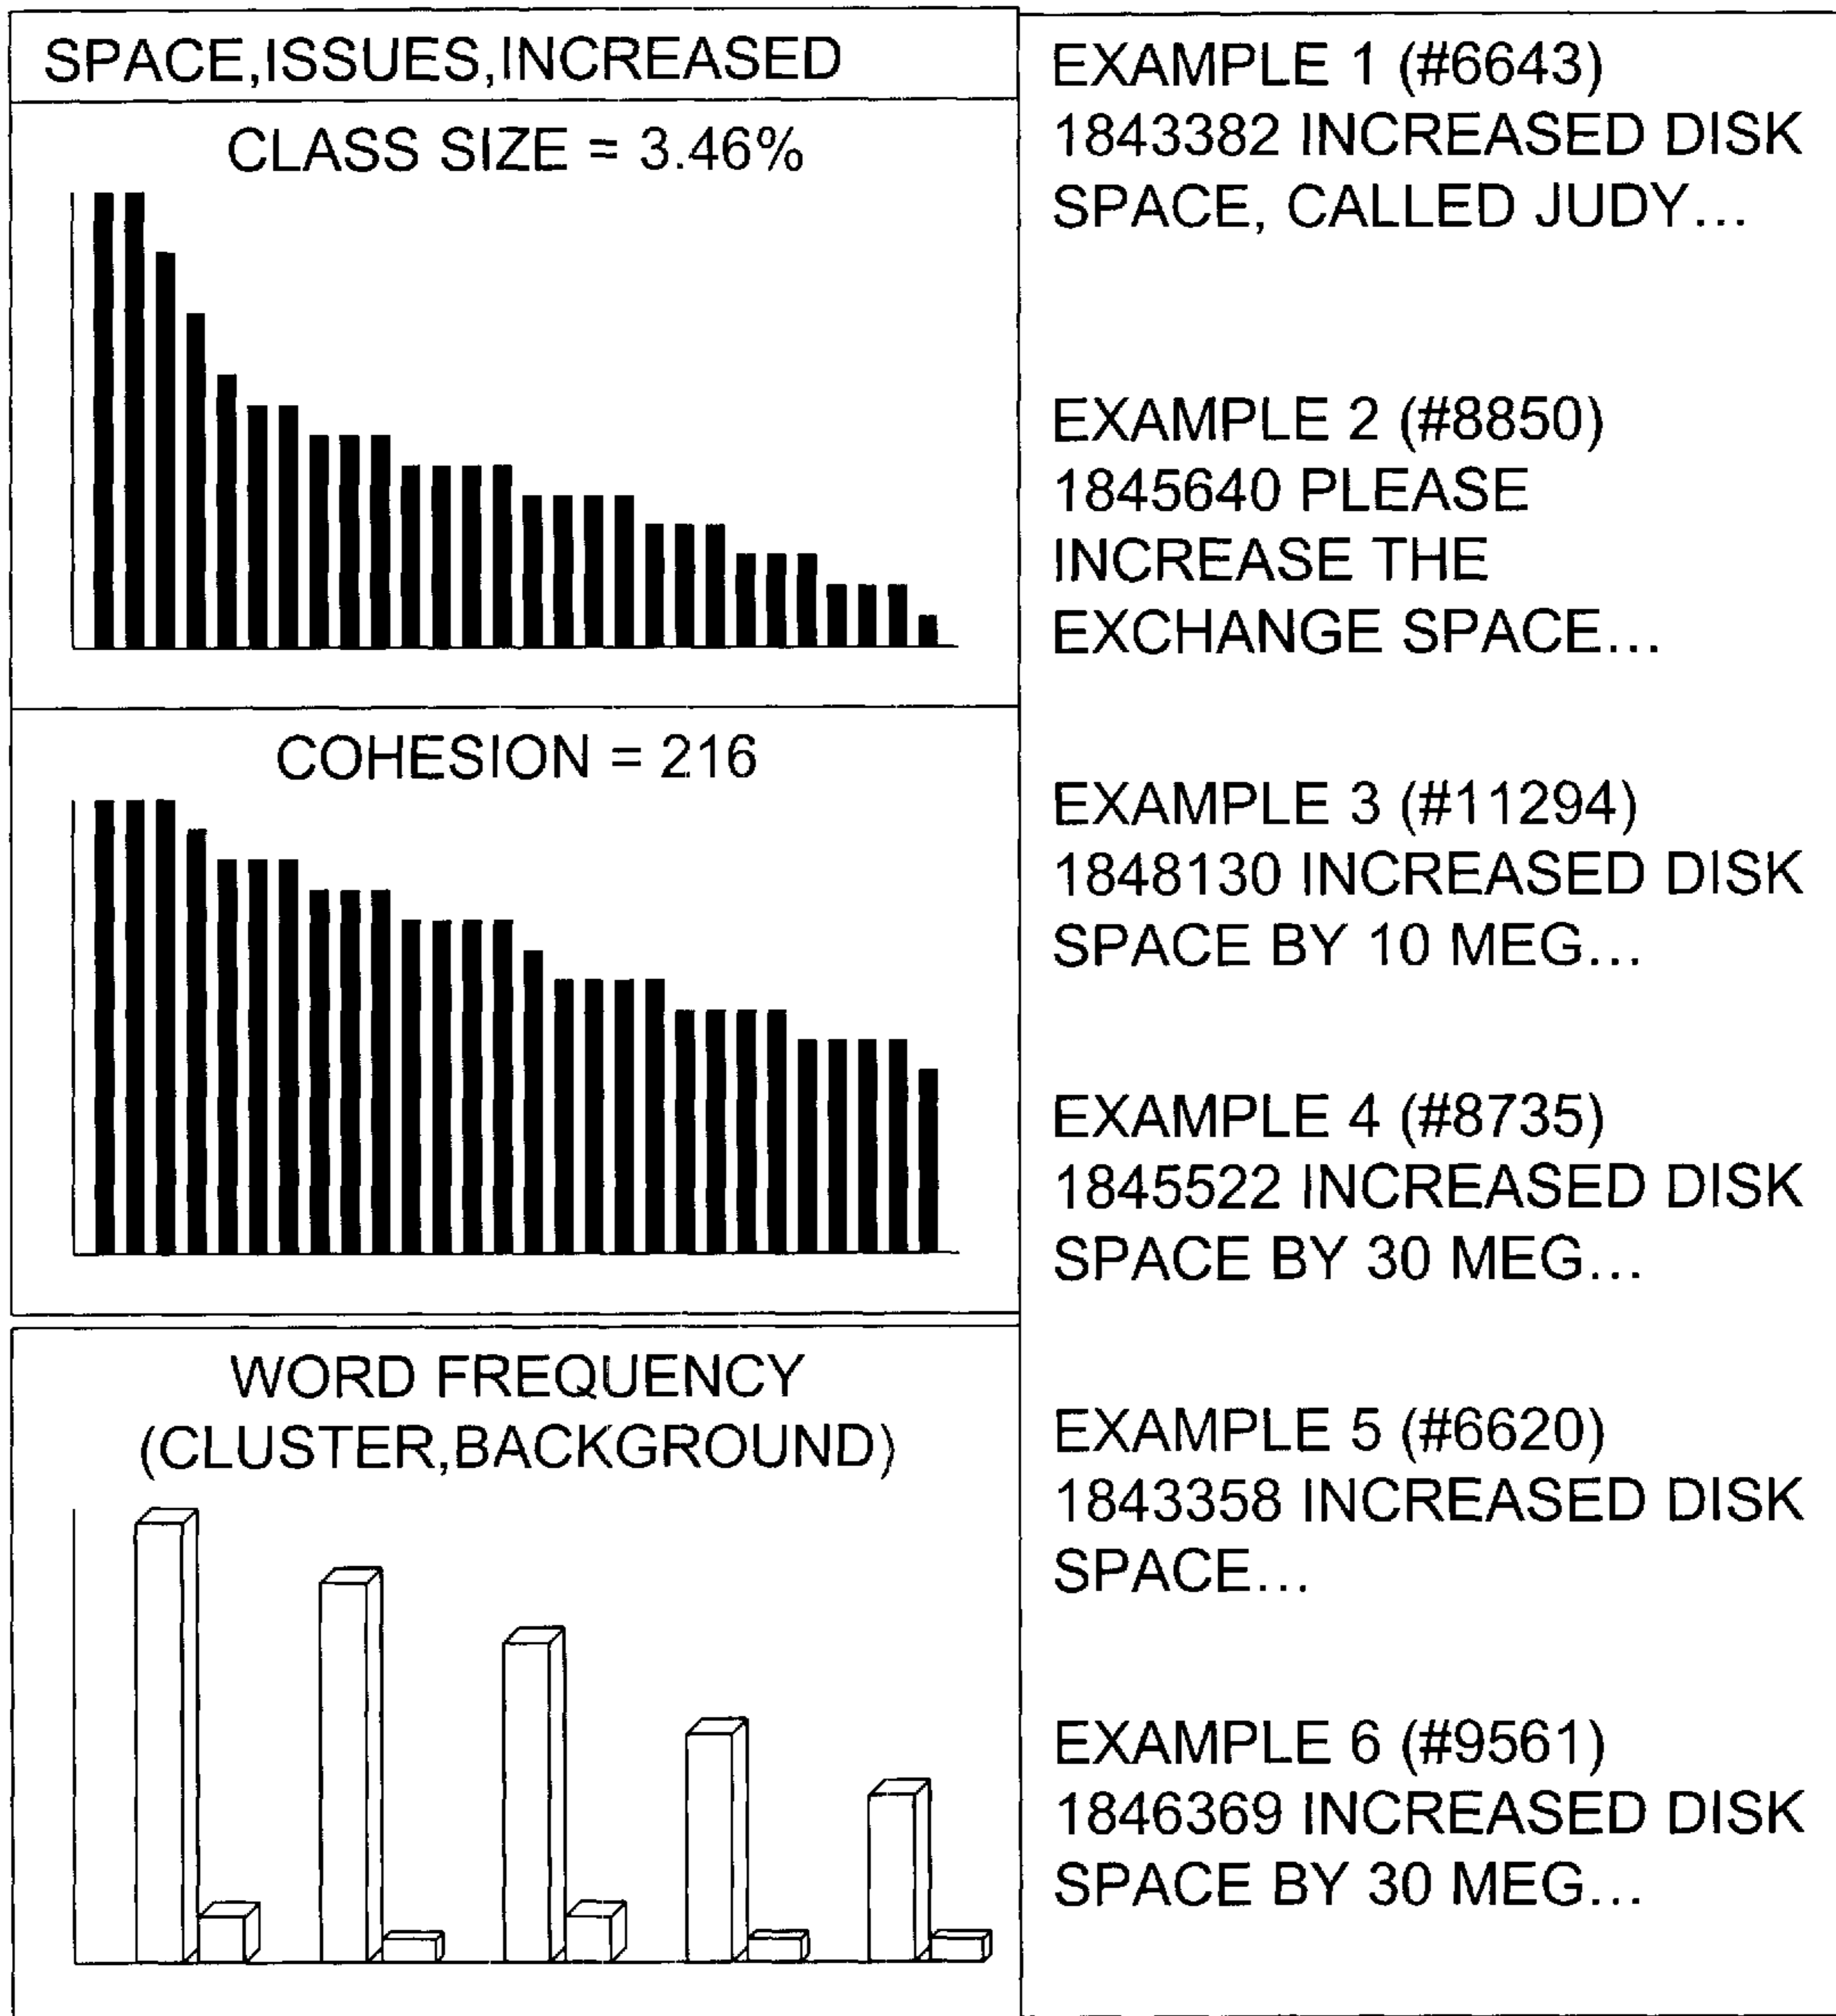 SPACE,ISSUES,INCREASED
CLASS SIZE = 3.46%
COHESION = 216
WORD FREQUENCY
(CLUSTER,BACKGROUND)
EXAMPLE 1 (#6643)
1843382 INCREASED DISK
SPACE, CALLED JUDY...
EXAMPLE 2 (#8850)
1845640 PLEASE
INCREASE THE
EXCHANGE SPACE...
EXAMPLE 3 (#11294)
1848130 INCREASED DISK
SPACE BY 10 MEG...
EXAMPLE 4 (#8735)
1845522 INCREASED DISK
SPACE BY 30 MEG...
EXAMPLE 5 (#6620)
1843358 INCREASED DISK
SPACE...
EXAMPLE 6 (#9561)
1846369 INCREASED DISK
SPACE BY 30 MEG...